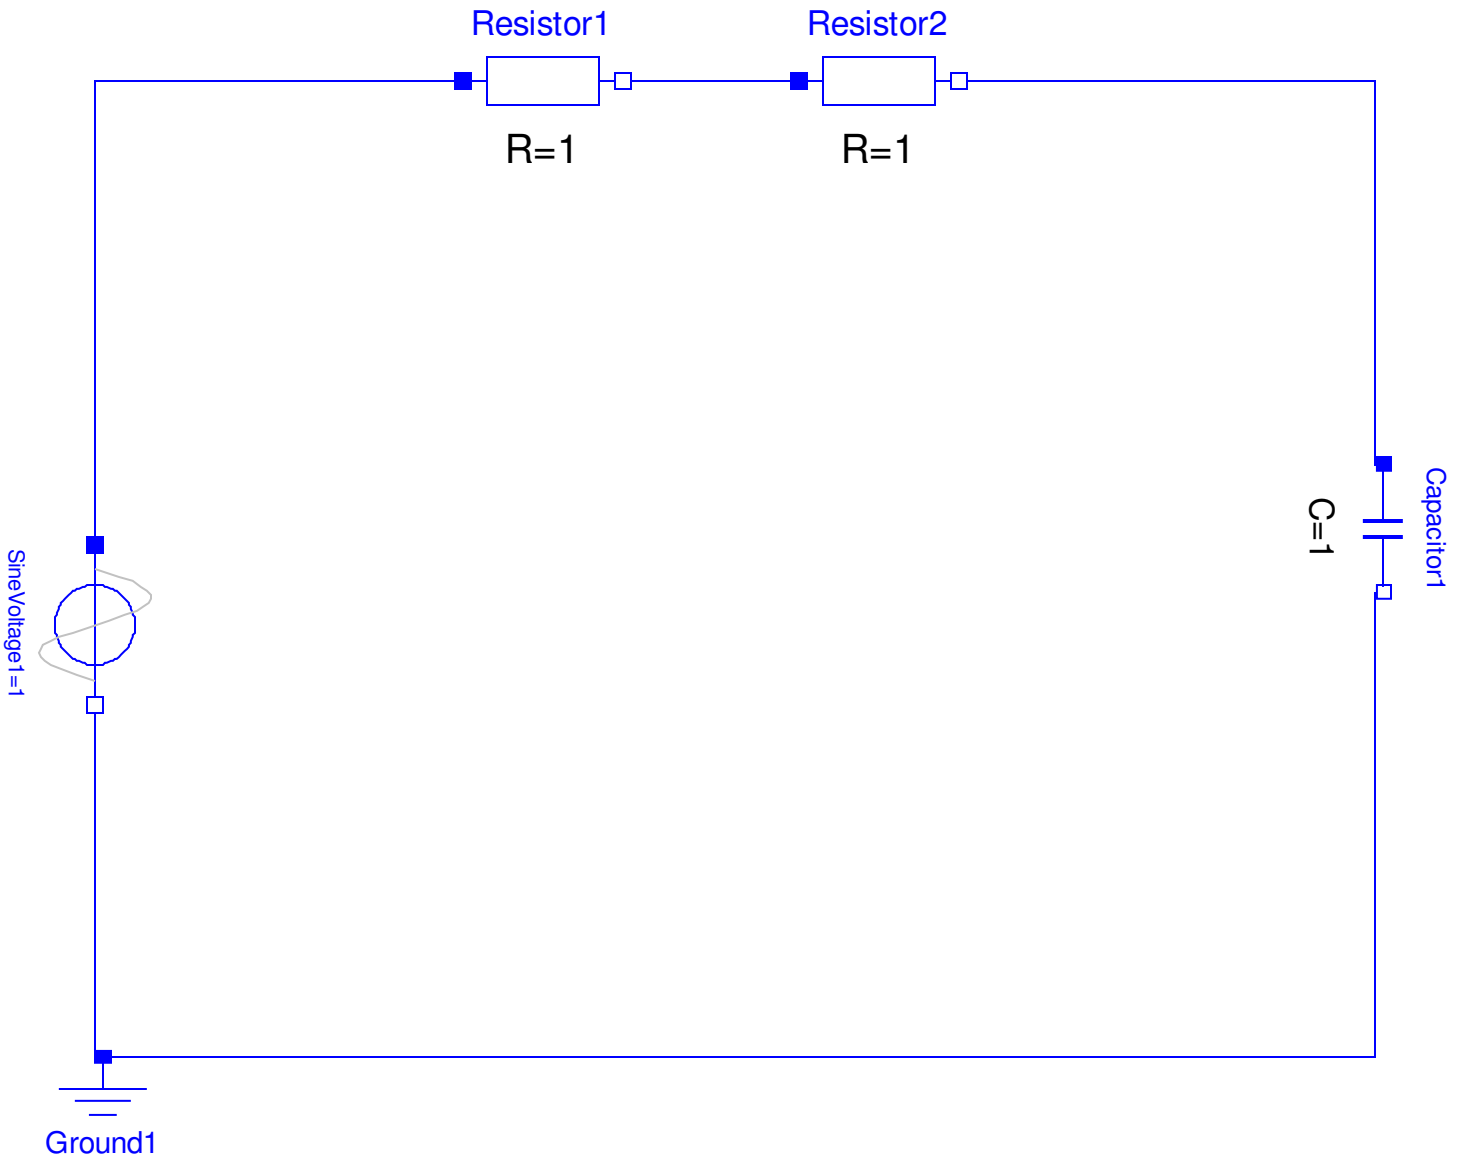 Resistor1
Resistor2
R=1
R=1
Capacitor1
C=1
SineVoltage1=1
Ground1